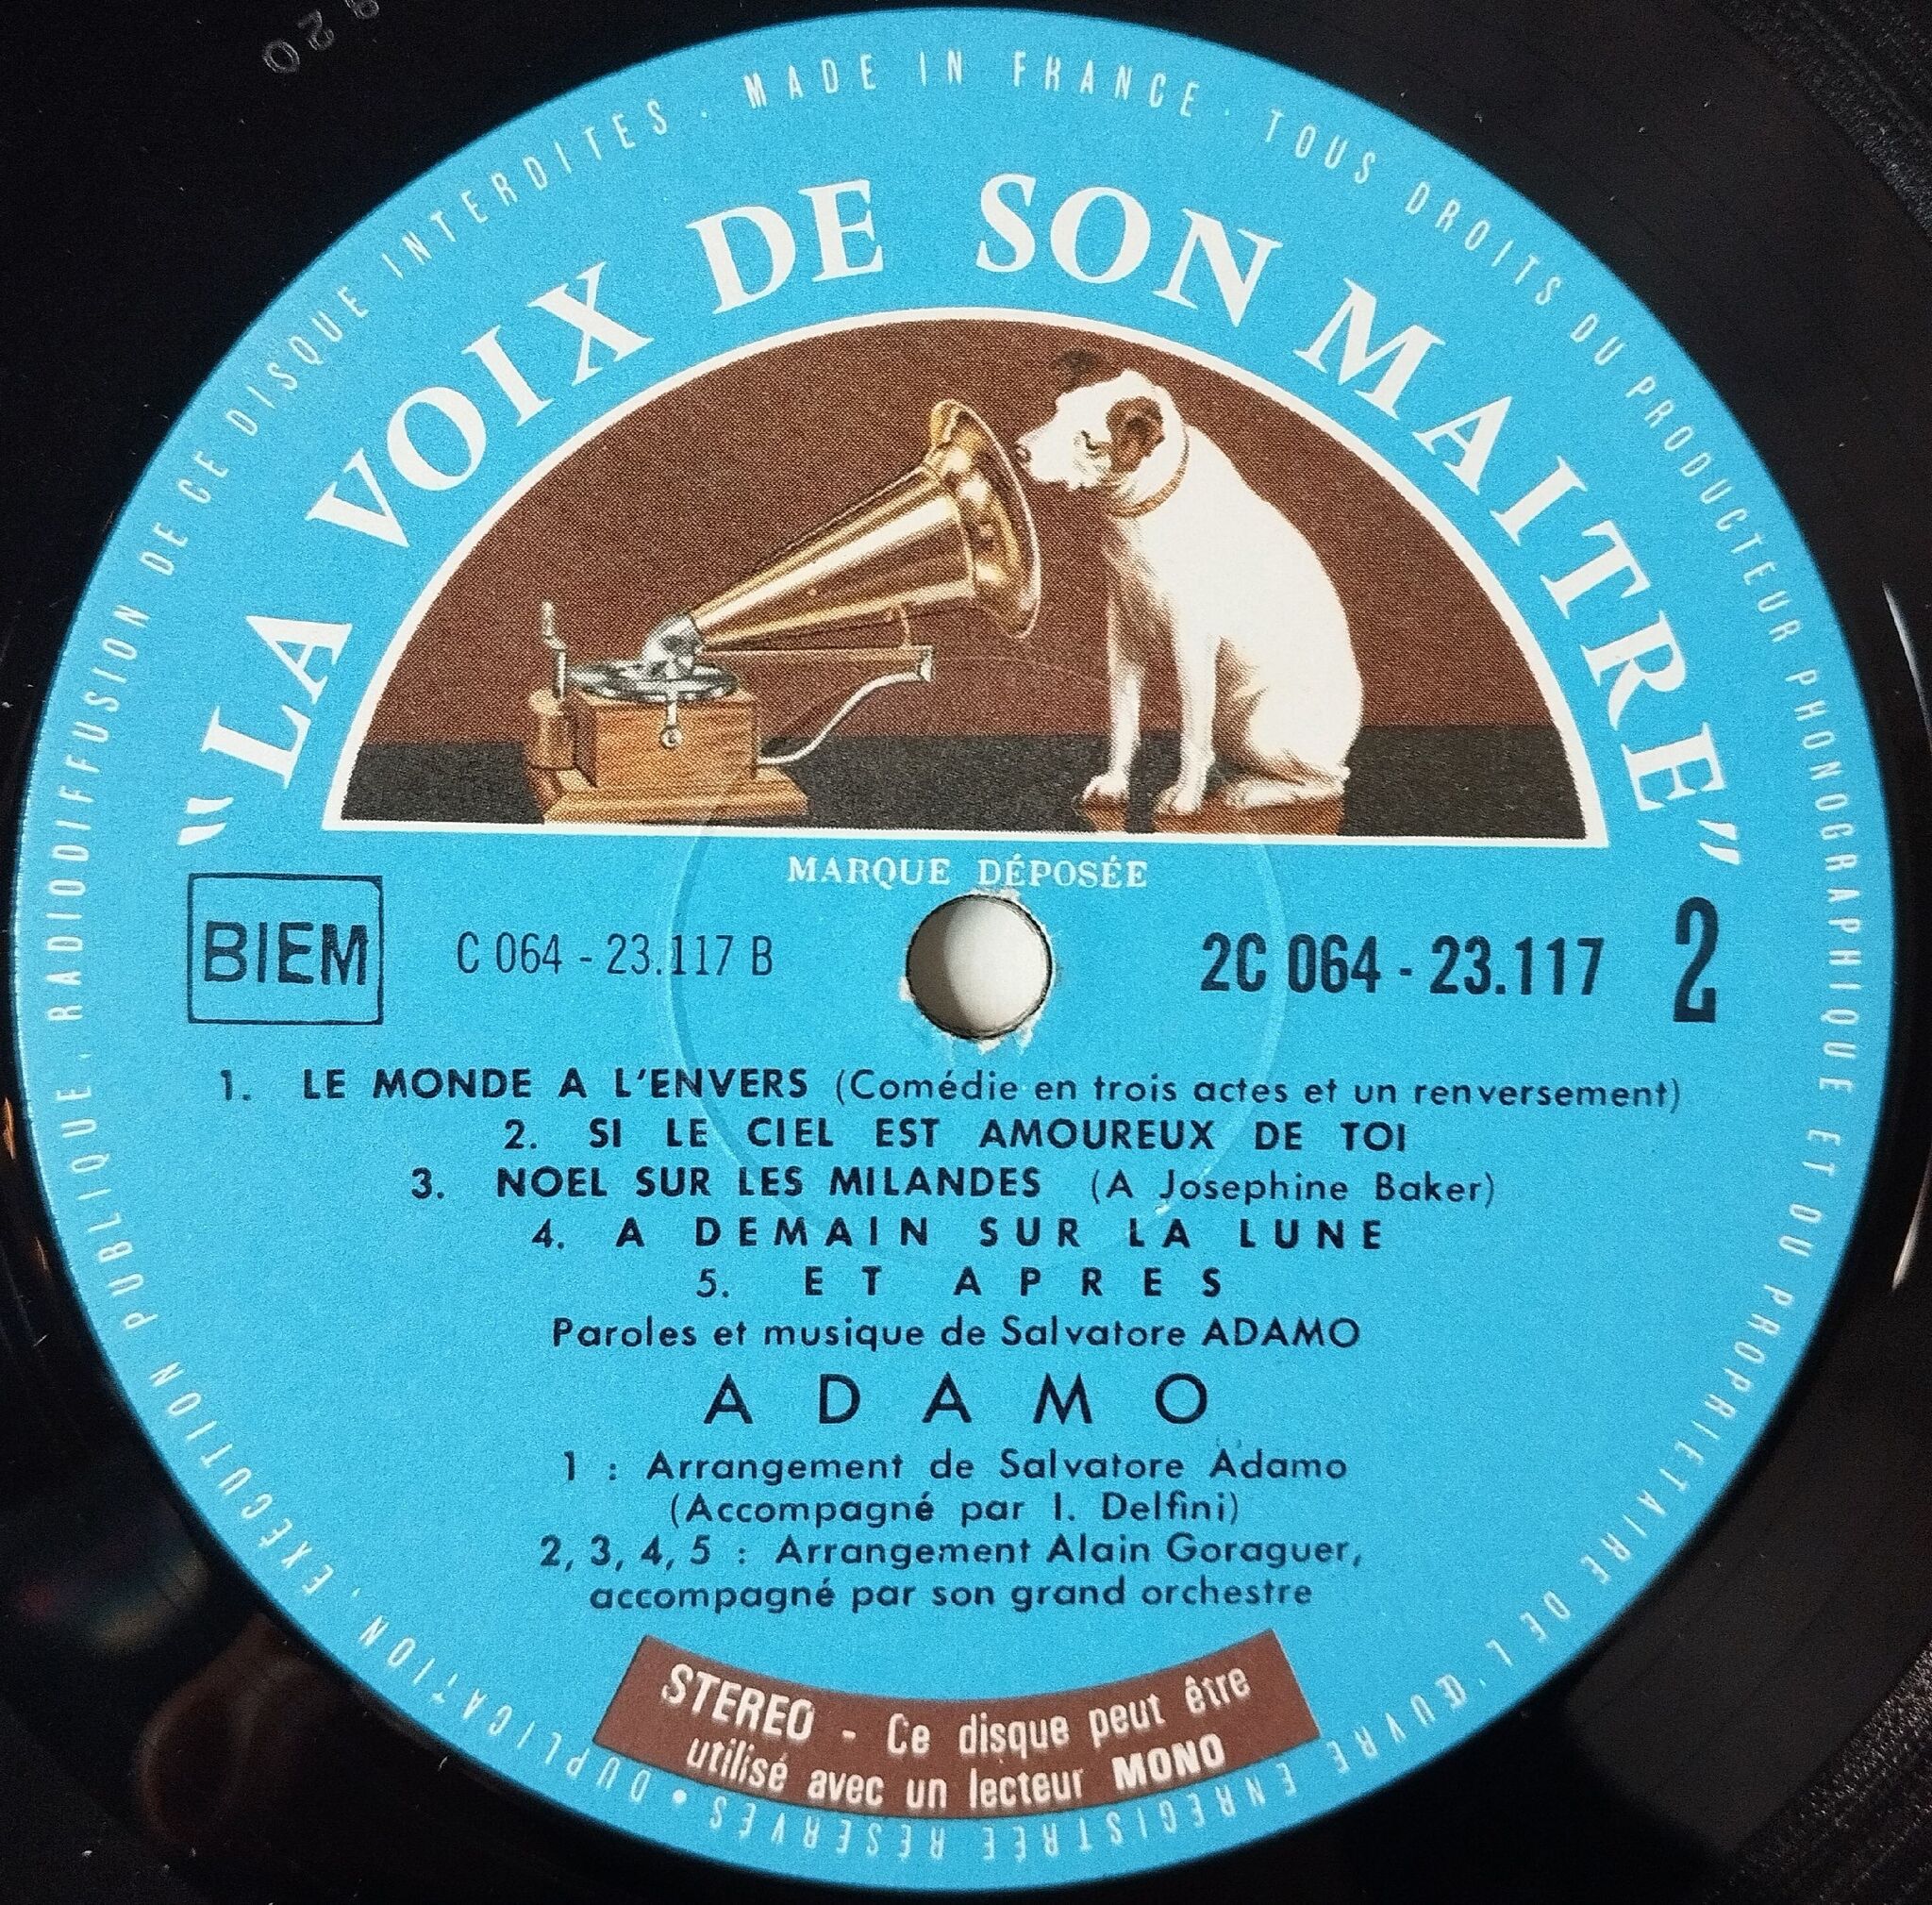 MADE IN FRANCE · TOUS DROITS DU PRODUCTEUR PHONOGRAPHIQUE ET DU PROPRIETAIRE DE L'ŒUVRE ENREGISTRÉE RESERVÉS • DUPLICATION, EXÉCUTION PUBLIQUE, RADIODIFFUSION DE CE DISQUE INTERDITES ·
"LA VOIX DE SON MAITRE"
MARQUE DÉPOSÉE
BIEM C 064 - 23.117 B 2C 064 - 23.117 2
1. LE MONDE A L'ENVERS (Comédie en trois actes et un renversement)
2. SI LE CIEL EST AMOUREUX DE TOI
3. NOEL SUR LES MILANDES (A Josephine Baker)
4. A DEMAIN SUR LA LUNE
5. ET APRES
Paroles et musique de Salvatore ADAMO
ADAMO
1 : Arrangement de Salvatore Adamo
(Accompagné par I. Delfini)
2, 3, 4, 5 : Arrangement Alain Goraguer,
accompagné par son grand orchestre
STEREO - Ce disque peut être
utilisé avec un lecteur MONO